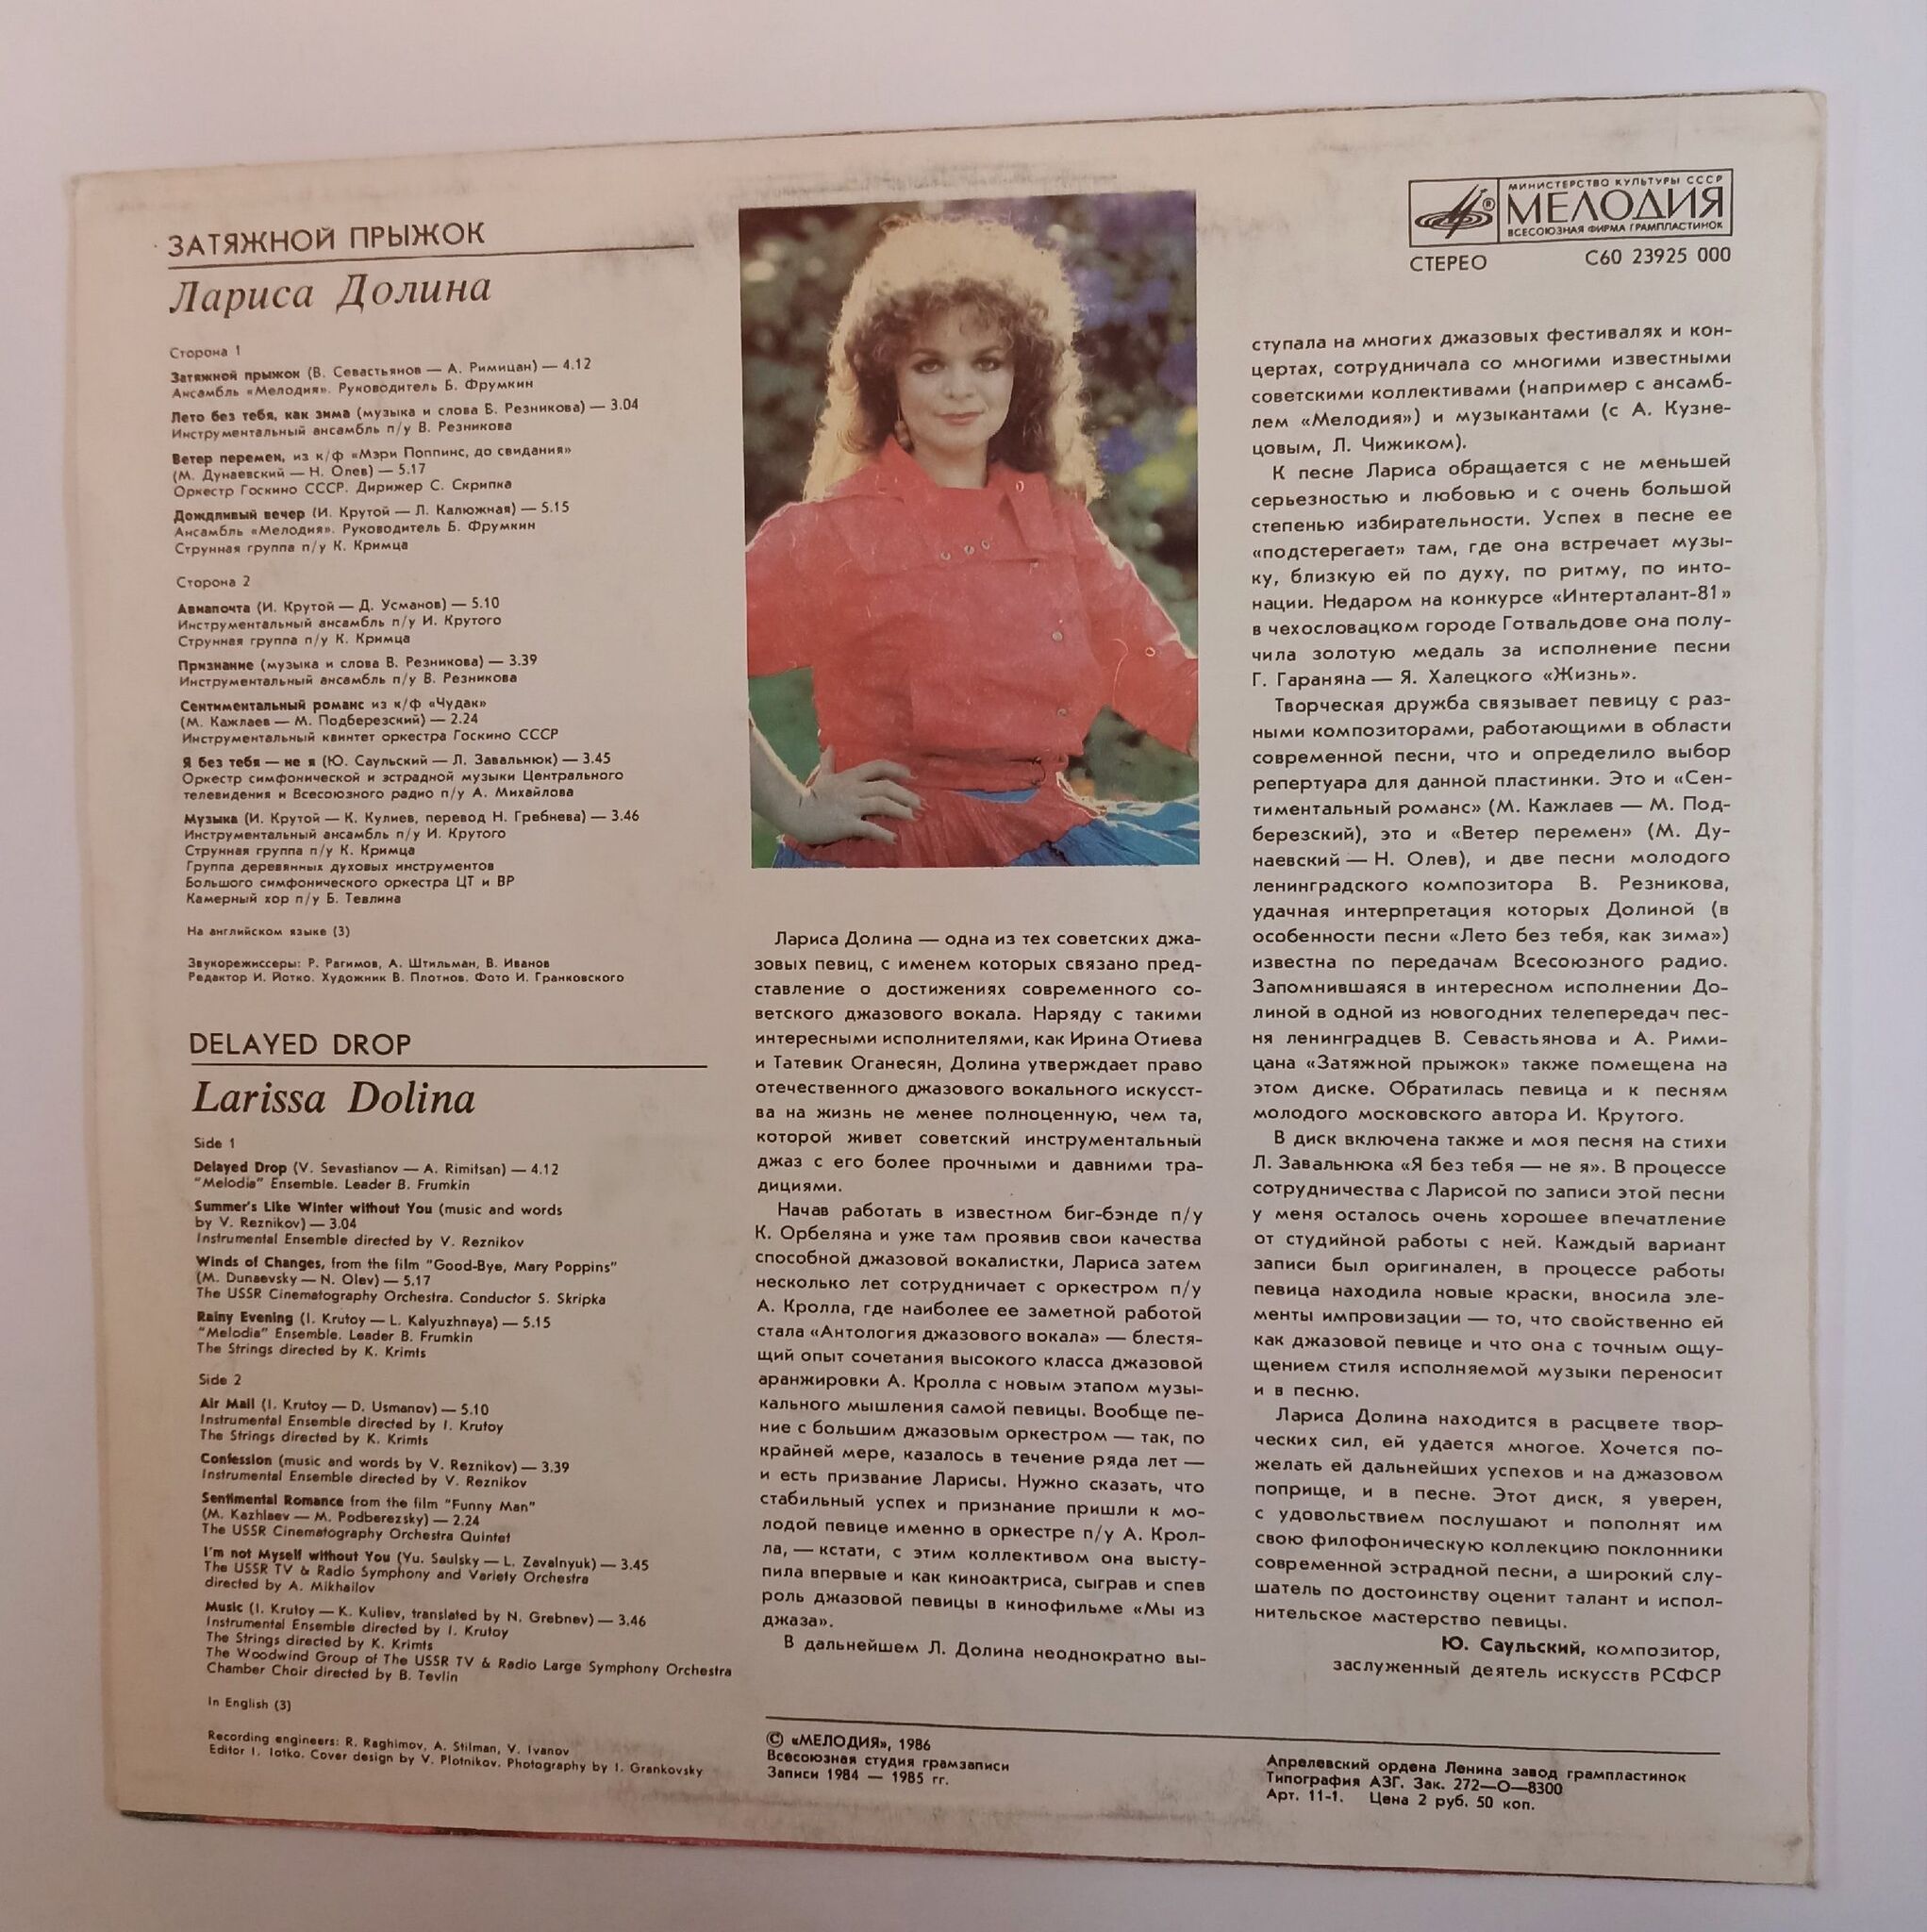 ЗАТЯЖНОЙ ПРЫЖОК
Лариса Долина
Сторона 1
Затяжной прыжок (В. Севастьянов — А. Римицан) — 4.12
Ансамбль «Мелодия». Руководитель Б. Фрумкин
Лето без тебя, как зима (музыка и слова Б. Резникова) — 3.04
Инструментальный ансамбль п/у В. Резникова
Ветер перемен, из к/ф «Мэри Поппинс, до свидания»
(М. Дунаевский — Н. Олев) — 5.17
Оркестр Госкино СССР. Дирижер С. Скрипка
Дождливый вечер (И. Крутой — Л. Калюжная) — 5.15
Ансамбль «Мелодия». Руководитель Б. Фрумкин
Струнная группа п/у К. Кримца
Сторона 2
Авиапочта (И. Крутой — Д. Усманов) — 5.10
Инструментальный ансамбль п/у И. Крутого
Струнная группа п/у К. Кримца
Признание (музыка и слова В. Резникова) — 3.39
Инструментальный ансамбль п/у В. Резникова
Сентиментальный романс из к/ф «Чудак»
(М. Кажлаев — М. Подберезский) — 2.24
Инструментальный квинтет оркестра Госкино СССР
Я без тебя — не я (Ю. Саульский — Л. Завальнюк) — 3.45
Оркестр симфонической и эстрадной музыки Центрального
телевидения и Всесоюзного радио п/у А. Михайлова
Музыка (И. Крутой — К. Кулиев, перевод Н. Гребнева) — 3.46
Инструментальный ансамбль п/у И. Крутого
Струнная группа п/у К. Кримца
Группа деревянных духовых инструментов
Большого симфонического оркестра ЦТ и ВР
Камерный хор п/у Б. Тевлина
На английском языке (3)
Звукорежиссеры: Р. Рагимов, А. Штильман, В. Иванов
Редактор И. Йотко. Художник В. Плотнов. Фото И. Гранковского
DELAYED DROP
Larissa Dolina
Side 1
Delayed Drop (V. Sevastianov — A. Rimitsan) — 4.12
"Melodia" Ensemble. Leader B. Frumkin
Summer's Like Winter without You (music and words
by V. Reznikov) — 3.04
Instrumental Ensemble directed by V. Reznikov
Winds of Changes, from the film "Good-Bye, Mary Poppins"
(M. Dunaevsky — N. Olev) — 5.17
The USSR Cinematography Orchestra. Conductor S. Skripka
Rainy Evening (I. Krutoy — L. Kalyuzhnaya) — 5.15
"Melodia" Ensemble. Leader B. Frumkin
The Strings directed by K. Krimts
Side 2
Air Mail (I. Krutoy — D. Usmanov) — 5.10
Instrumental Ensemble directed by I. Krutoy
The Strings directed by K. Krimts
Confession (music and words by V. Reznikov) — 3.39
Instrumental Ensemble directed by V. Reznikov
Sentimental Romance from the film "Funny Man"
(M. Kazhlaev — M. Podberezsky) — 2.24
The USSR Cinematography Orchestra Quintet
I'm not Myself without You (Yu. Saulsky — L. Zavalnyuk) — 3.45
The USSR TV & Radio Symphony and Variety Orchestra
directed by A. Mikhailov
Music (I. Krutoy — K. Kuliev, translated by N. Grebnev) — 3.46
Instrumental Ensemble directed by I. Krutoy
The Strings directed by K. Krimts
The Woodwind Group of The USSR TV & Radio Large Symphony Orchestra
Chamber Choir directed by B. Tevlin
In English (3)
Recording engineers: R. Raghimov, A. Stilman, V. Ivanov
Editor I. Iotko. Cover design by V. Plotnikov. Photography by I. Grankovsky
Лариса Долина — одна из тех советских джа-
зовых певиц, с именем которых связано пред-
ставление о достижениях современного со-
ветского джазового вокала. Наряду с такими
интересными исполнителями, как Ирина Отиева
и Татевик Оганесян, Долина утверждает право
отечественного джазового вокального искусст-
ва на жизнь не менее полноценную, чем та,
которой живет советский инструментальный
джаз с его более прочными и давними тра-
дициями.
Начав работать в известном биг-бэнде п/у
К. Орбеляна и уже там проявив свои качества
способной джазовой вокалистки, Лариса затем
несколько лет сотрудничает с оркестром п/у
А. Кролла, где наиболее ее заметной работой
стала «Антология джазового вокала» — блестя-
щий опыт сочетания высокого класса джазовой
аранжировки А. Кролла с новым этапом музы-
кального мышления самой певицы. Вообще пе-
ние с большим джазовым оркестром — так, по
крайней мере, казалось в течение ряда лет —
и есть призвание Ларисы. Нужно сказать, что
стабильный успех и признание пришли к мо-
лодой певице именно в оркестре п/у А. Крол-
ла, — кстати, с этим коллективом она высту-
пила впервые и как киноактриса, сыграв и спев
роль джазовой певицы в кинофильме «Мы из
джаза».
В дальнейшем Л. Долина неоднократно вы-
МИНИСТЕРСТВО КУЛЬТУРЫ СССР
МЕЛОДИЯ
ВСЕСОЮЗНАЯ ФИРМА ГРАМПЛАСТИНОК
СТЕРЕО С60 23925 000
ступала на многих джазовых фестивалях и кон-
цертах, сотрудничала со многими известными
советскими коллективами (например с ансамб-
лем «Мелодия») и музыкантами (с А. Кузне-
цовым, Л. Чижиком).
К песне Лариса обращается с не меньшей
серьезностью и любовью и с очень большой
степенью избирательности. Успех в песне ее
«подстерегает» там, где она встречает музы-
ку, близкую ей по духу, по ритму, по инто-
нации. Недаром на конкурсе «Интерталант-81»
в чехословацком городе Готвальдове она полу-
чила золотую медаль за исполнение песни
Г. Гараняна — Я. Халецкого «Жизнь».
Творческая дружба связывает певицу с раз-
ными композиторами, работающими в области
современной песни, что и определило выбор
репертуара для данной пластинки. Это и «Сен-
тиментальный романс» (М. Кажлаев — М. Под-
березский), это и «Ветер перемен» (М. Ду-
наевский — Н. Олев), и две песни молодого
ленинградского композитора В. Резникова,
удачная интерпретация которых Долиной (в
особенности песни «Лето без тебя, как зима»)
известна по передачам Всесоюзного радио.
Запомнившаяся в интересном исполнении До-
линой в одной из новогодних телепередач пес-
ня ленинградцев В. Севастьянова и А. Рими-
цана «Затяжной прыжок» также помещена на
этом диске. Обратилась певица и к песням
молодого московского автора И. Крутого.
В диск включена также и моя песня на стихи
Л. Завальнюка «Я без тебя — не я». В процессе
сотрудничества с Ларисой по записи этой песни
у меня осталось очень хорошее впечатление
от студийной работы с ней. Каждый вариант
записи был оригинален, в процессе работы
певица находила новые краски, вносила эле-
менты импровизации — то, что свойственно ей
как джазовой певице и что она с точным ощу-
щением стиля исполняемой музыки переносит
и в песню.
Лариса Долина находится в расцвете твор-
ческих сил, ей удается многое. Хочется по-
желать ей дальнейших успехов и на джазовом
поприще, и в песне. Этот диск, я уверен,
с удовольствием послушают и пополнят им
свою филофоническую коллекцию поклонники
современной эстрадной песни, а широкий слу-
шатель по достоинству оценит талант и испол-
нительское мастерство певицы.
Ю. Саульский, композитор,
заслуженный деятель искусств РСФСР
© «МЕЛОДИЯ», 1986
Всесоюзная студия грамзаписи
Записи 1984 — 1985 гг.
Апрелевский ордена Ленина завод грампластинок
Типография АЗГ. Зак. 272—О—8300
Арт. 11-1. Цена 2 руб. 50 коп.